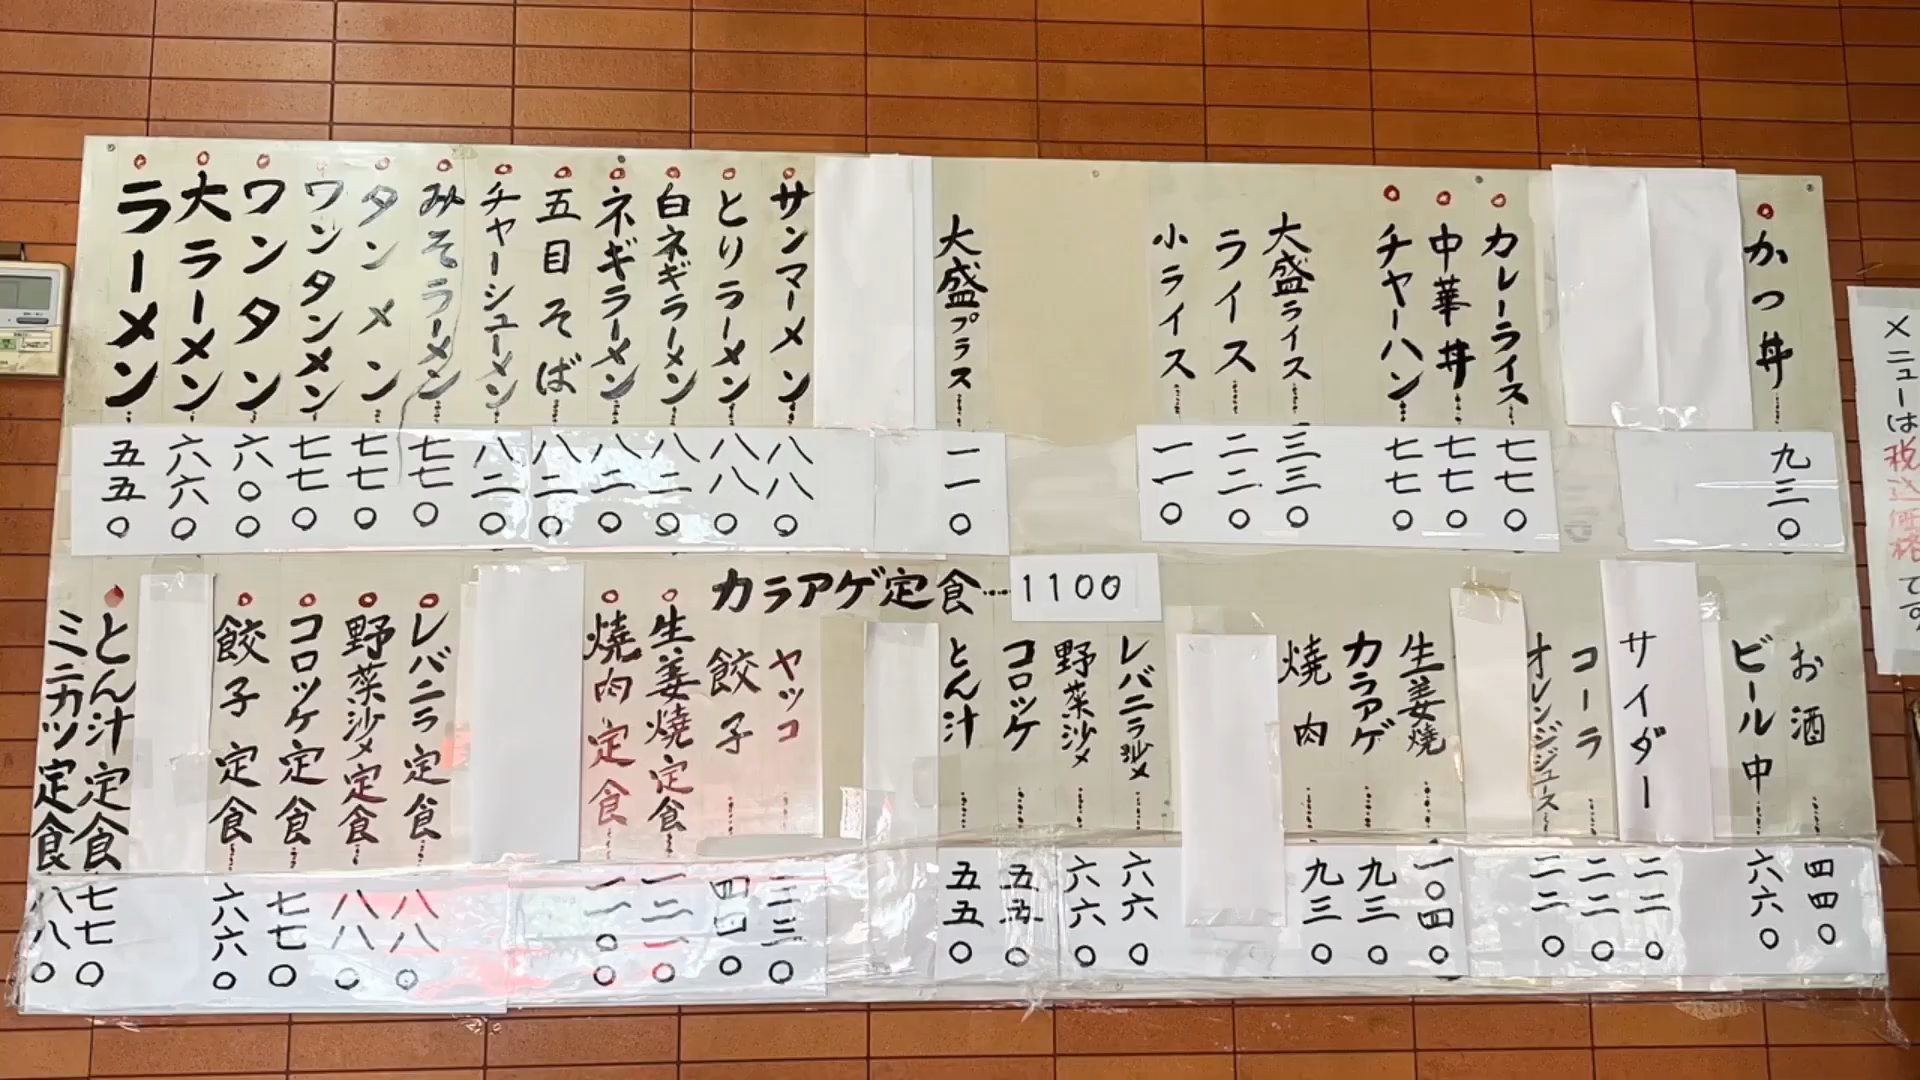 メニューは税込価格です
かつ丼 九三〇
カレーライス 七七〇
中華丼 七七〇
チャーハン 七七〇
大盛ライス 三三〇
ライス 二二〇
小ライス 一一〇
大盛プラス 一一〇
サンマーメン 八八〇
とりラーメン 八八〇
白ネギラーメン 八二〇
ネギラーメン 八二〇
五目そば 八二〇
チャーシューメン 八二〇
みそラーメン 七七〇
タンメン 七七〇
ワンタンメン 七七〇
ワンタン 六〇〇
大ラーメン 六六〇
ラーメン 五五〇
カラアゲ定食…1100
お酒 四四〇
ビール中 六六〇
サイダー 二二〇
コーラ 二二〇
オレンジジュース 二二〇
生姜焼 一〇四〇
カラアゲ 九三〇
焼肉 九三〇
レバニラ炒メ 六六〇
野菜炒メ 六六〇
コロッケ 五五〇
とん汁 五五〇
ヤッコ 三三〇
餃子 四四〇
生姜焼定食 一二一〇
焼肉定食 一一〇〇
レバニラ定食 八八〇
野菜炒メ定食 八八〇
コロッケ定食 七七〇
餃子定食 六六〇
とん汁定食 七七〇
ミニカツ定食 八八〇